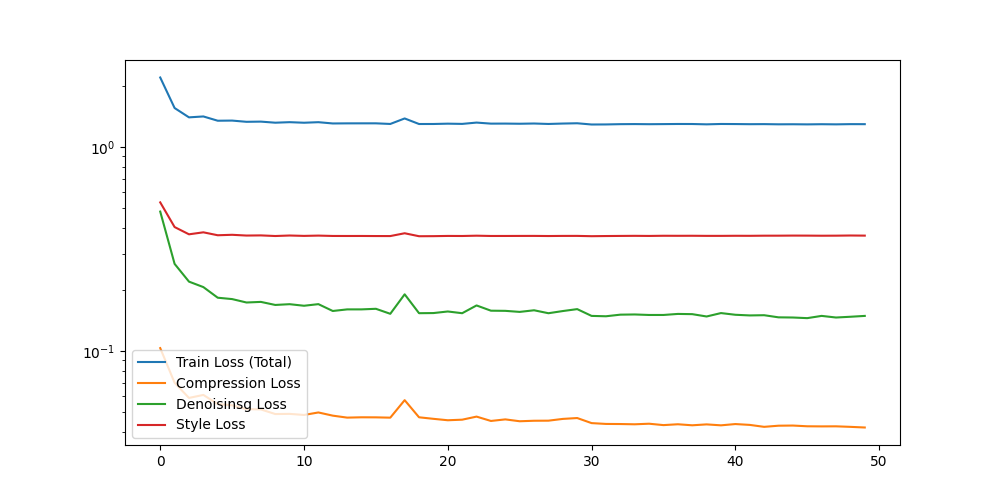 10⁰
10⁻¹
Train Loss (Total)
Compression Loss
Denoisinsg Loss
Style Loss
0 10 20 30 40 50